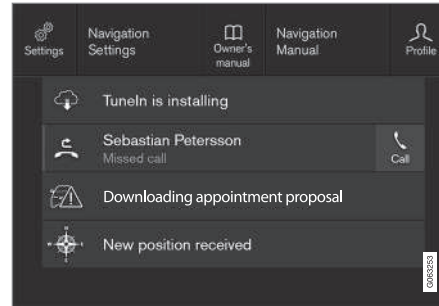 Settings
Navigation
Settings
Owner's
manual
Navigation
Manual
Profile
TuneIn is installing
Sebastian Petersson
Missed call
Call
Downloading appointment proposal
New position received
G063253